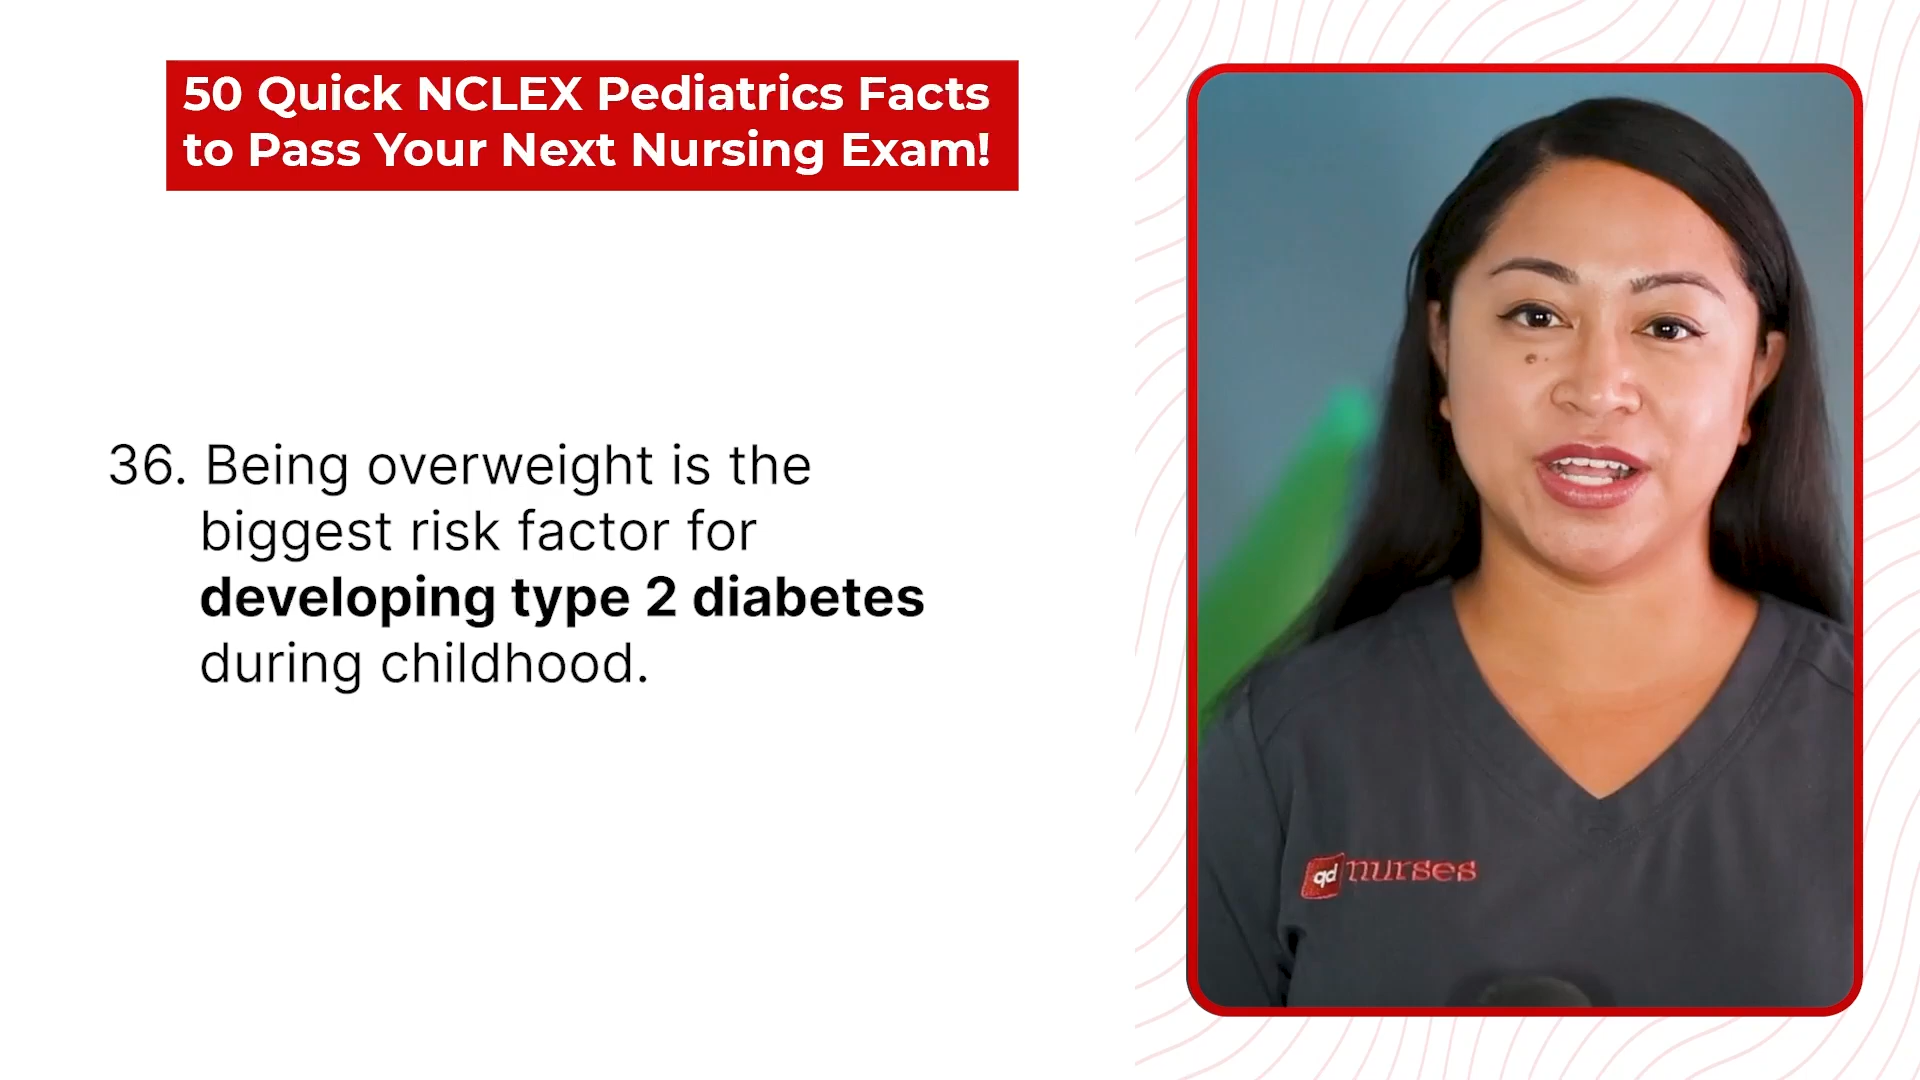 50 Quick NCLEX Pediatrics Facts
to Pass Your Next Nursing Exam!
36. Being overweight is the
biggest risk factor for
developing type 2 diabetes
during childhood.
qd nurses